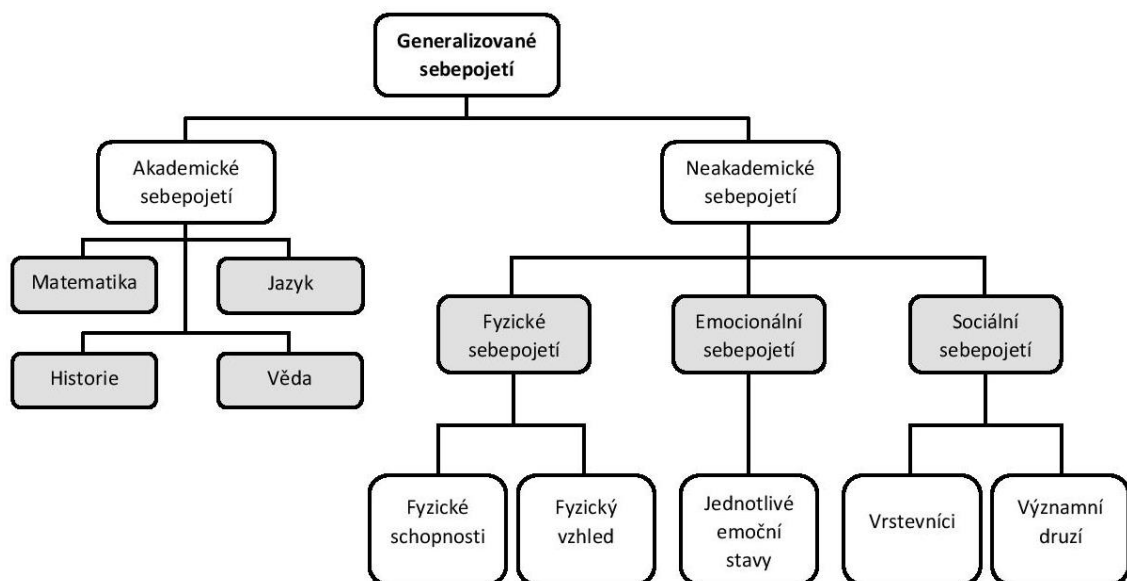 Generalizované
sebepojetí
Akademické
sebepojetí
Neakademické
sebepojetí
Matematika
Jazyk
Historie
Věda
Fyzické
sebepojetí
Emocionální
sebepojetí
Sociální
sebepojetí
Fyzické
schopnosti
Fyzický
vzhled
Jednotlivé
emoční
stavy
Vrstevníci
Významní
druzí